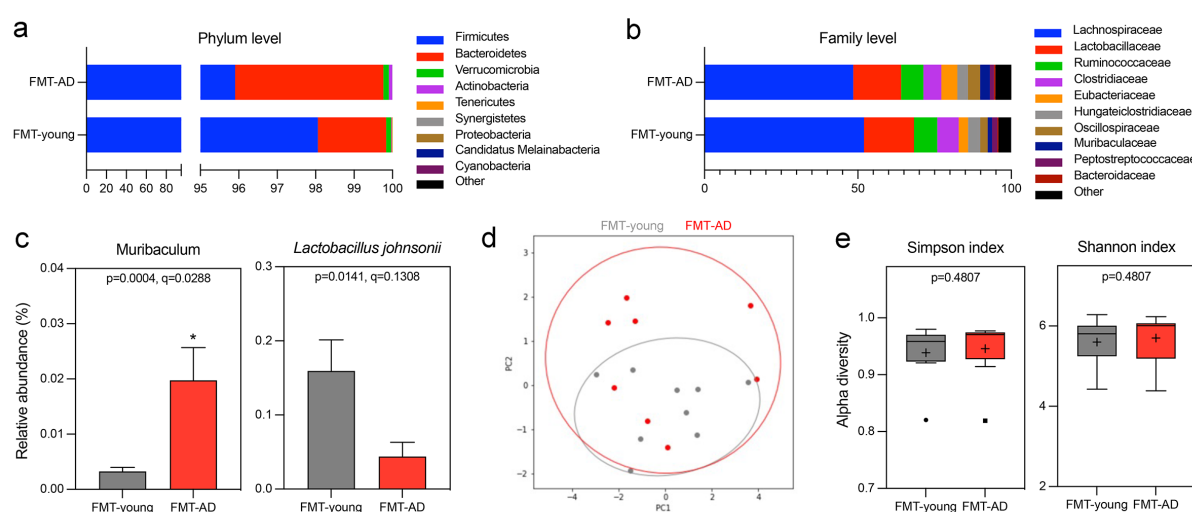 a
Phylum level
FMT-AD
FMT-young
0 20 40 60 80 95 96 97 98 99 100
Firmicutes
Bacteroidetes
Verrucomicrobia
Actinobacteria
Tenericutes
Synergistetes
Proteobacteria
Candidatus Melainabacteria
Cyanobacteria
Other
b
Family level
FMT-AD
FMT-young
0 50 100
Lachnospiraceae
Lactobacillaceae
Ruminococcaceae
Clostridiaceae
Eubacteriaceae
Hungateiclostridiaceae
Oscillospiraceae
Muribaculaceae
Peptostreptococcaceae
Bacteroidaceae
Other
c
Muribaculum
p=0.0004, q=0.0288
Relative abundance (%)
0.04
0.03
0.02
0.01
0.00
*
FMT-young FMT-AD
Lactobacillus johnsonii
p=0.0141, q=0.1308
0.3
0.2
0.1
0.0
FMT-young FMT-AD
d
FMT-young FMT-AD
PC2
3
2
1
0
−1
−2
−4 −2 0 2 4
PC1
e
Simpson index
p=0.4807
Alpha diversity
1.0
0.9
0.8
0.7
FMT-young FMT-AD
Shannon index
p=0.4807
6
4
2
FMT-young FMT-AD